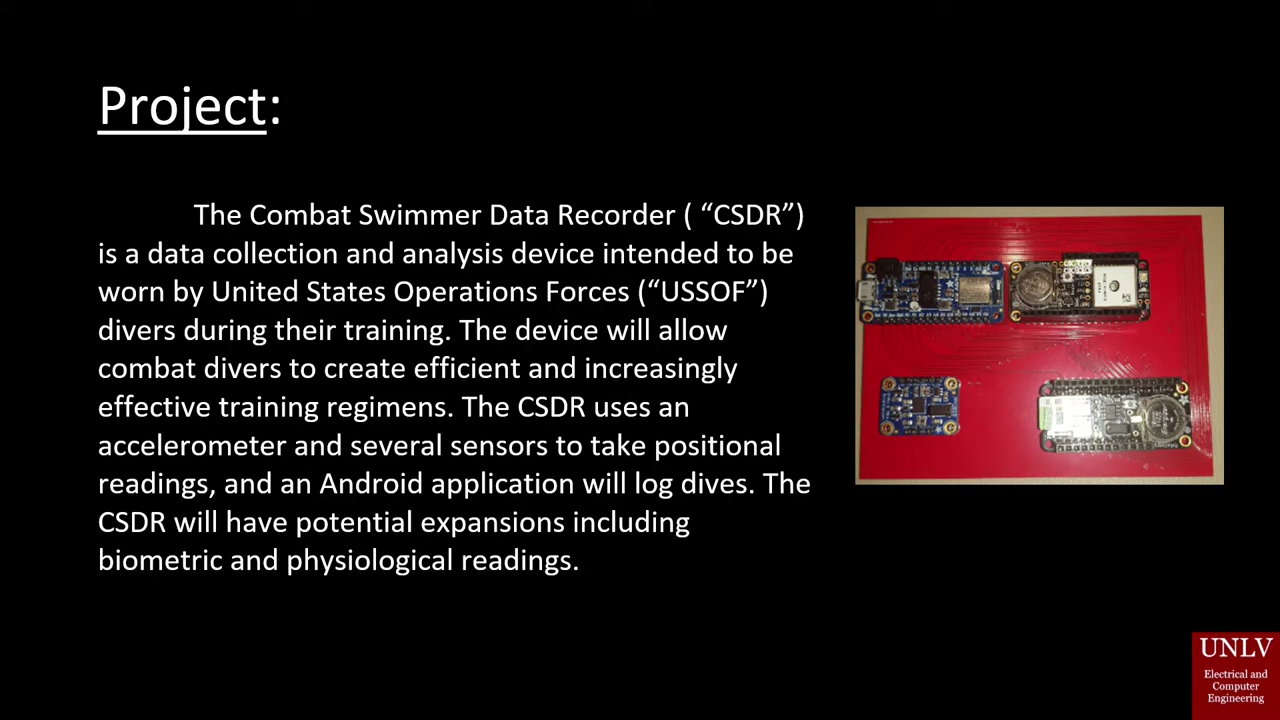 Project:
The Combat Swimmer Data Recorder ( “CSDR”)
is a data collection and analysis device intended to be
worn by United States Operations Forces (“USSOF”)
divers during their training. The device will allow
combat divers to create efficient and increasingly
effective training regimens. The CSDR uses an
accelerometer and several sensors to take positional
readings, and an Android application will log dives. The
CSDR will have potential expansions including
biometric and physiological readings.
UNLV
Electrical and
Computer
Engineering